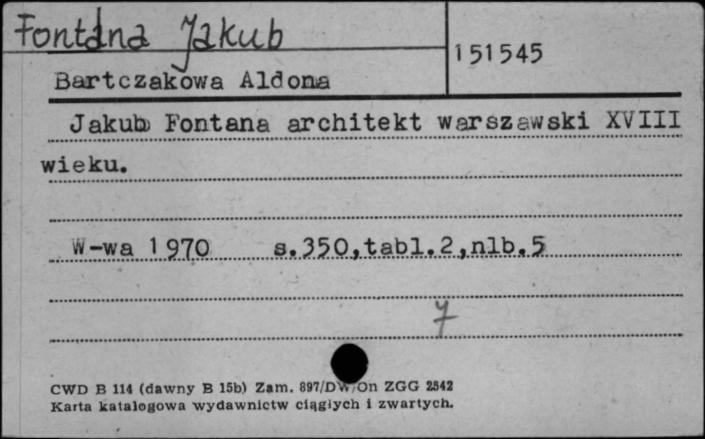 Fontana Jakub
151545
Bartczakowa Aldona
Jakub Fontana architekt warszawski XVIII
wieku.
W-wa 1970 s.350,tabl.2,nlb.5
7
CWD B 114 (dawny B 15b) Zam. 897/DW/On ZGG 2542
Karta katalogowa wydawnictw ciągłych i zwartych.